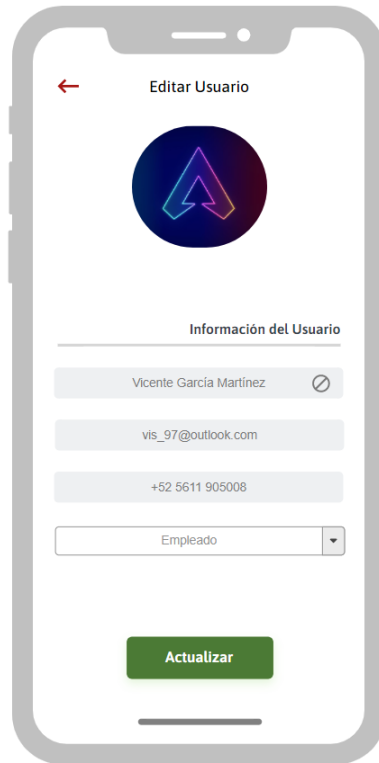 Editar Usuario
Información del Usuario
Vicente García Martínez
vis_97@outlook.com
+52 5611 905008
Empleado
Actualizar